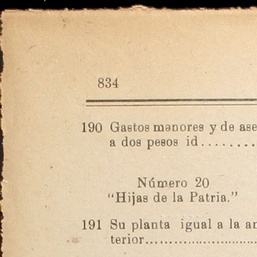 834
190 Gastos menores y de ase
a dos pesos id........
Número 20
"Hijas de la Patria."
191 Su planta igual a la an
terior......................